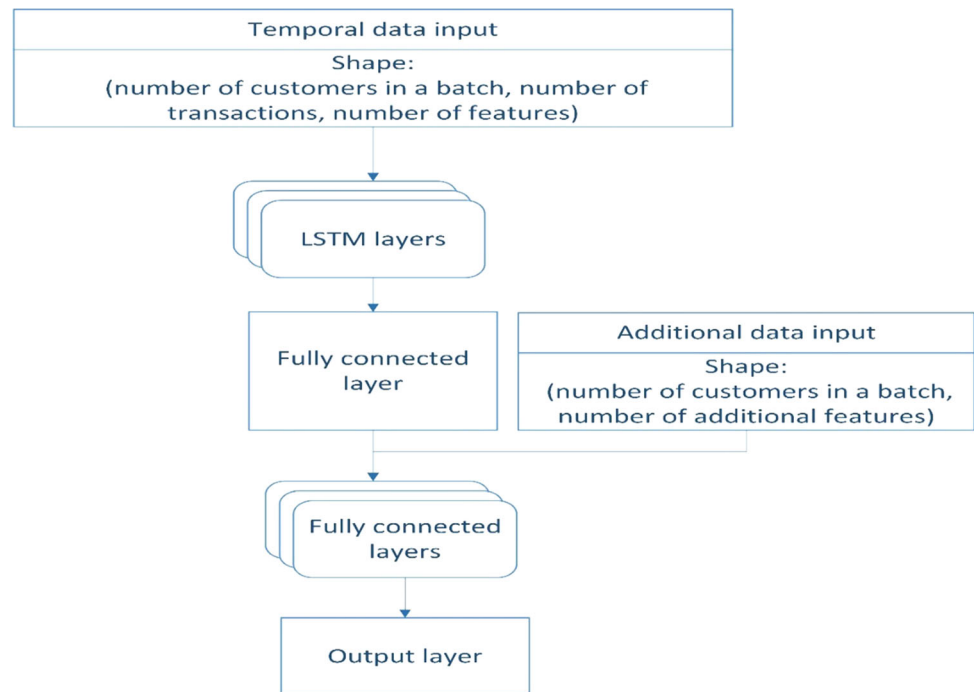 Temporal data input
Shape:
(number of customers in a batch, number of
transactions, number of features)
LSTM layers
Fully connected
layer
Additional data input
Shape:
(number of customers in a batch,
number of additional features)
Fully connected
layers
Output layer